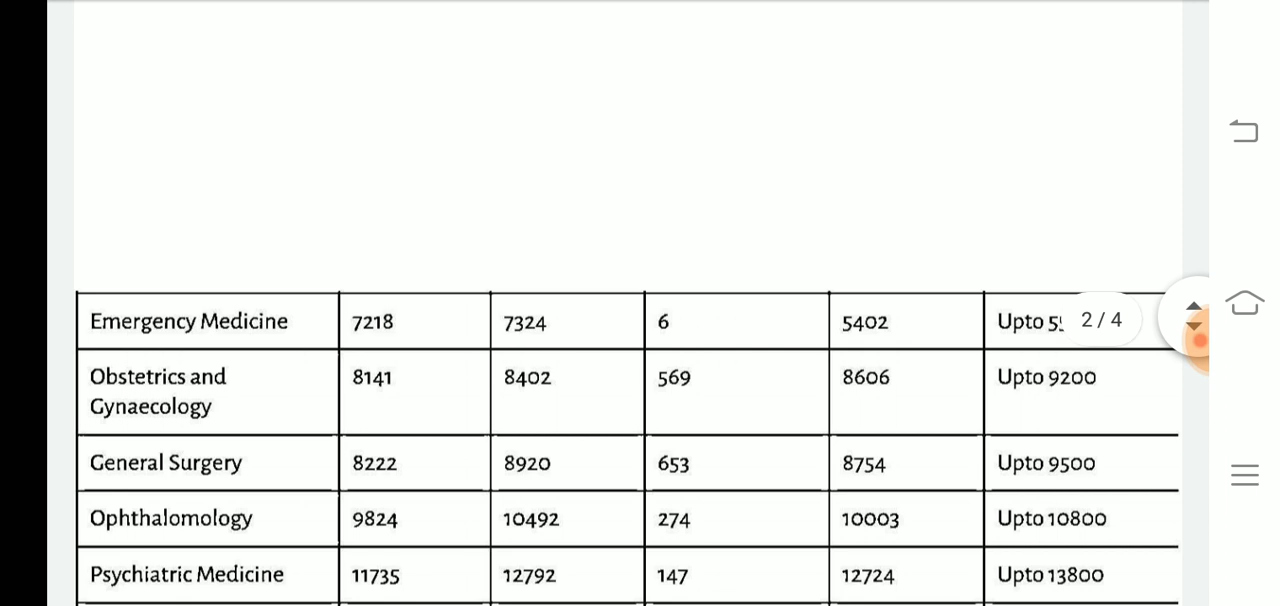 Emergency Medicine 7218 7324 6 5402 Upto 2 / 4
Obstetrics and 8141 8402 569 8606 Upto 9200
Gynaecology
General Surgery 8222 8920 653 8754 Upto 9500
Ophthalomology 9824 10492 274 10003 Upto 10800
Psychiatric Medicine 11735 12792 147 12724 Upto 13800